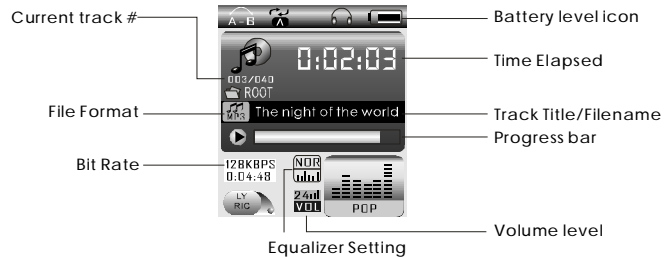 Current track #
A-B
A
Battery level icon
0:02:03
Time Elapsed
003/040
ROOT
File Format
MP3
The night of the world
Track Title/Filename
Progress bar
Bit Rate
128KBPS
0:04:48
NOR
LY
RIC
24
VOL
POP
Volume level
Equalizer Setting